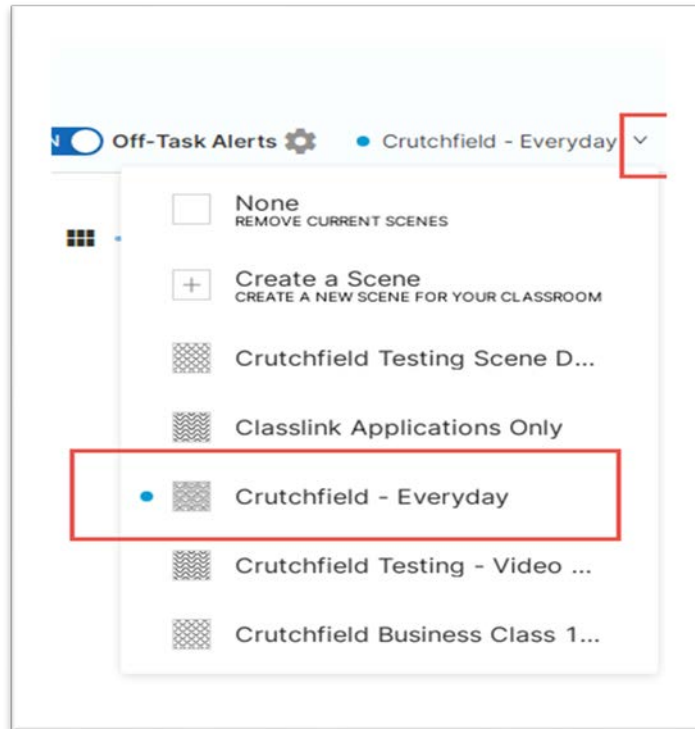 N Off-Task Alerts Crutchfield - Everyday
None
REMOVE CURRENT SCENES
Create a Scene
CREATE A NEW SCENE FOR YOUR CLASSROOM
Crutchfield Testing Scene D...
Classlink Applications Only
Crutchfield - Everyday
Crutchfield Testing - Video ...
Crutchfield Business Class 1...